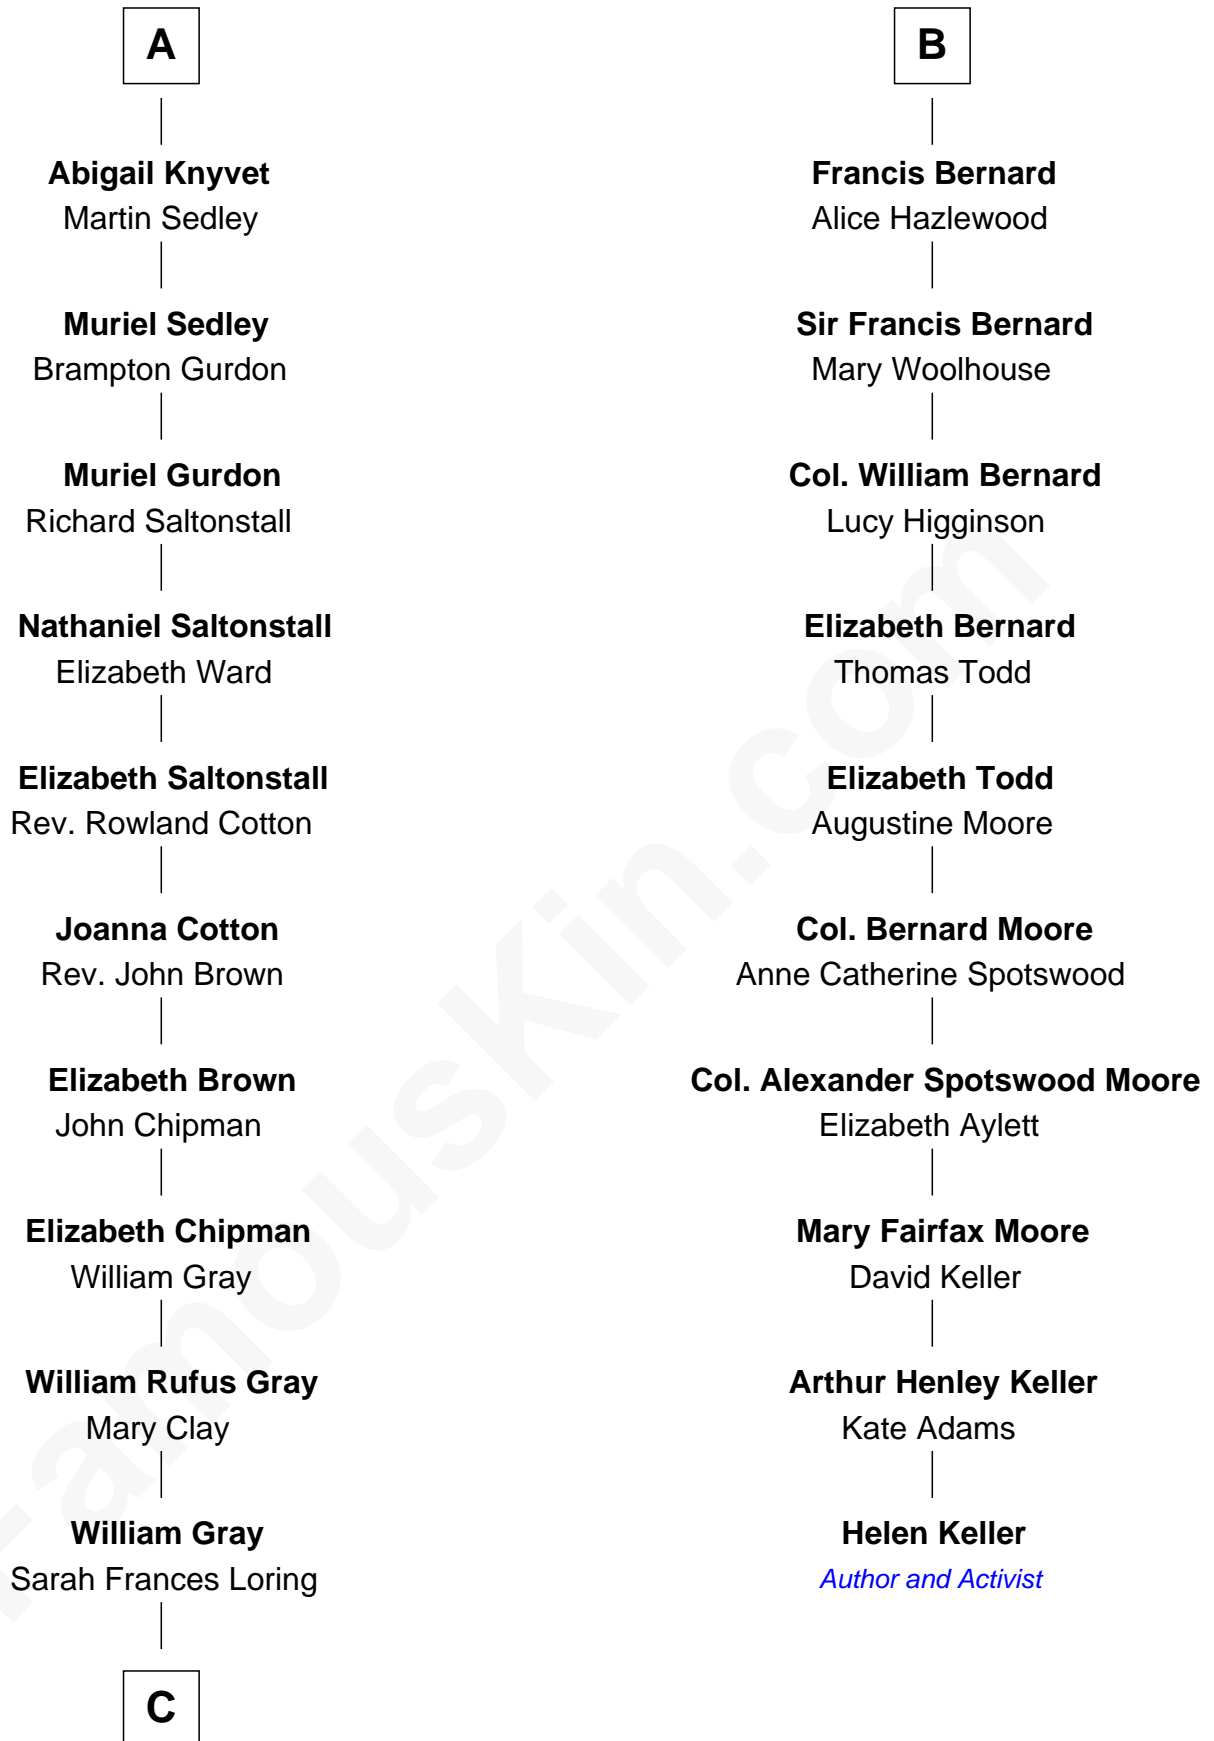 A
Abigail Knyvet
Martin Sedley
Muriel Sedley
Brampton Gurdon
Muriel Gurdon
Richard Saltonstall
Nathaniel Saltonstall
Elizabeth Ward
Elizabeth Saltonstall
Rev. Rowland Cotton
Joanna Cotton
Rev. John Brown
Elizabeth Brown
John Chipman
Elizabeth Chipman
William Gray
William Rufus Gray
Mary Clay
William Gray
Sarah Frances Loring
C
B
Francis Bernard
Alice Hazlewood
Sir Francis Bernard
Mary Woolhouse
Col. William Bernard
Lucy Higginson
Elizabeth Bernard
Thomas Todd
Elizabeth Todd
Augustine Moore
Col. Bernard Moore
Anne Catherine Spotswood
Col. Alexander Spotswood Moore
Elizabeth Aylett
Mary Fairfax Moore
David Keller
Arthur Henley Keller
Kate Adams
Helen Keller
Author and Activist
FamousKin.com